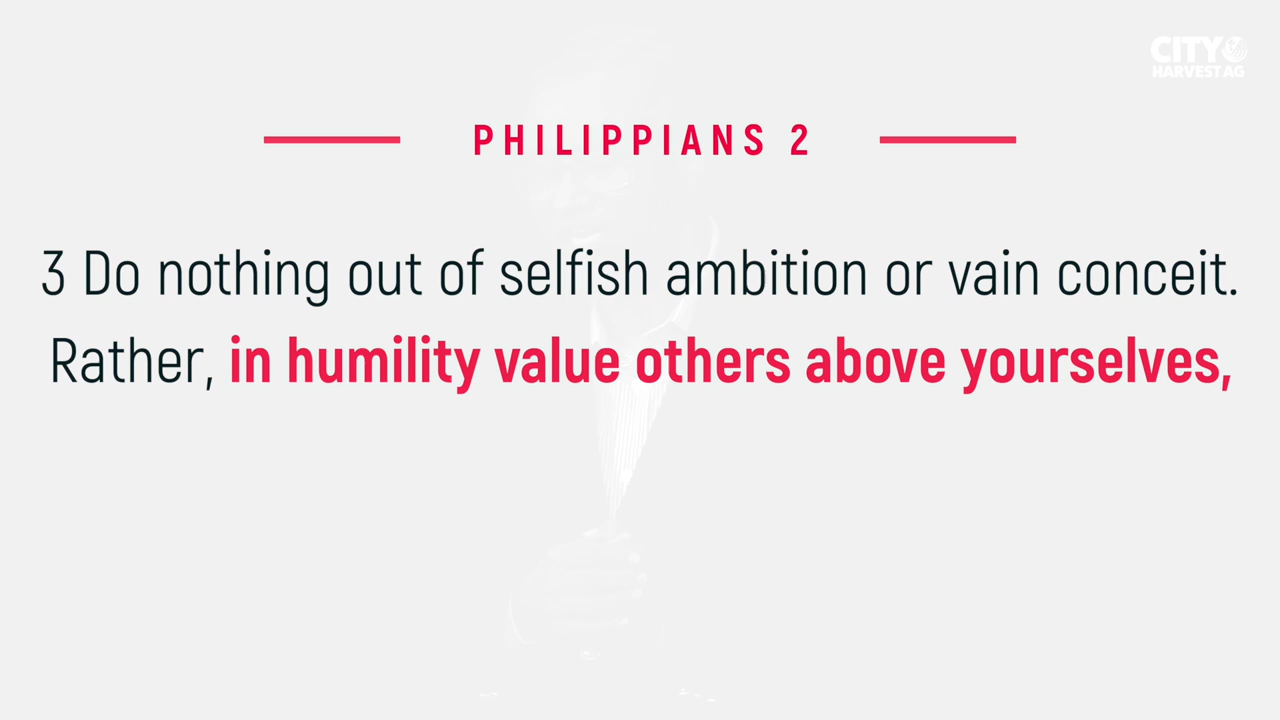 CITY
HARVEST AG
PHILIPPIANS 2
3 Do nothing out of selfish ambition or vain conceit.
Rather, in humility value others above yourselves,